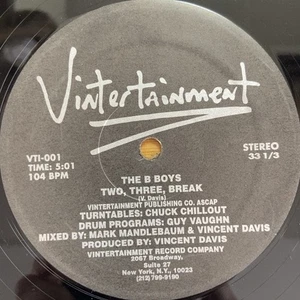 Vintertainment
VTI-001
TIME: 5:01
104 BPM
STEREO
33 1/3
THE B BOYS
TWO, THREE, BREAK
(V. Davis)
VINTERTAINMENT PUBLISHING CO. ASCAP
TURNTABLES: CHUCK CHILLOUT
DRUM PROGRAMS: GUY VAUGHN
MIXED BY: MARK MANDLEBAUM & VINCENT DAVIS
PRODUCED BY: VINCENT DAVIS
VINTERTAINMENT RECORD COMPANY
2067 Broadway,
Suite 27
New York, N.Y., 10023
(212) 799-9190